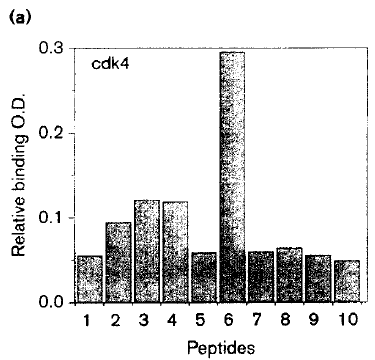 (a)
0.3
cdk4
0.2
0.1
0.0
Relative binding O.D.
1 2 3 4 5 6 7 8 9 10
Peptides